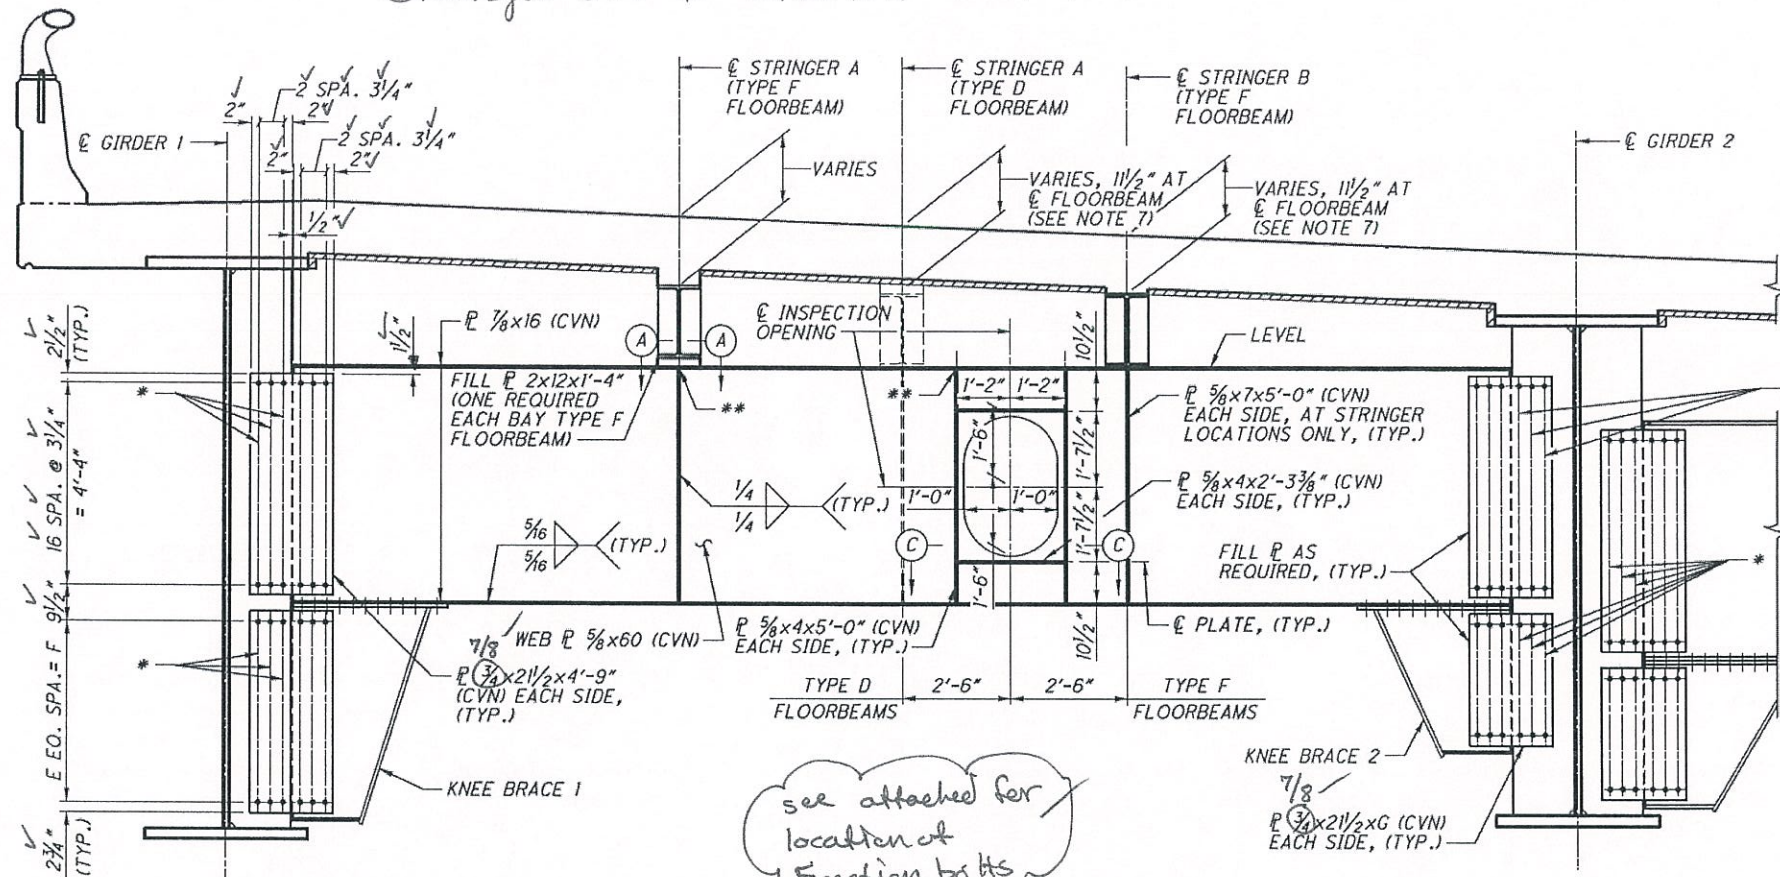 ℄ STRINGER A
(TYPE F
FLOORBEAM)
℄ STRINGER A
(TYPE D
FLOORBEAM)
℄ STRINGER B
(TYPE F
FLOORBEAM)
2 SPA. 3¼"
2"
2"
2 SPA. 3¼"
2"
2"
½"
℄ GIRDER 1
℄ GIRDER 2
VARIES
VARIES, 11½" AT
℄ FLOORBEAM
(SEE NOTE 7)
VARIES, 11½" AT
℄ FLOORBEAM
(SEE NOTE 7)
2½"
(TYP.)
1½"
℞ ⅞x16 (CVN)
A
A
℄ INSPECTION
OPENING
10½"
LEVEL
*
FILL ℞ 2x12x1'-4"
(ONE REQUIRED
EACH BAY TYPE F
FLOORBEAM)
**
**
1'-2"
1'-2"
℞ ⅝x7x5'-0" (CVN)
EACH SIDE, AT STRINGER
LOCATIONS ONLY, (TYP.)
16 SPA. @ 3¼"
= 4'-4"
1'-6"
1'-7½"
℞ ⅝x4x2'-3⅜" (CVN)
EACH SIDE, (TYP.)
1'-0"
1'-0"
¼
¼
(TYP.)
5/16
5/16
(TYP.)
1'-7½"
C
C
FILL ℞ AS
REQUIRED, (TYP.)
*
9½"
1'-6"
WEB ℞ ⅝x60 (CVN)
℞ ⅝x4x5'-0" (CVN)
EACH SIDE, (TYP.)
10½"
℄ PLATE, (TYP.)
*
7/8
℞ ¾x21½x4'-9"
(CVN) EACH SIDE,
(TYP.)
E EQ. SPA.= F
TYPE D
FLOORBEAMS
2'-6"
2'-6"
TYPE F
FLOORBEAMS
KNEE BRACE 1
KNEE BRACE 2
7/8
℞ ¾x21½xG (CVN)
EACH SIDE, (TYP.)
2¾"
(TYP.)
see attached for
location of
bolts